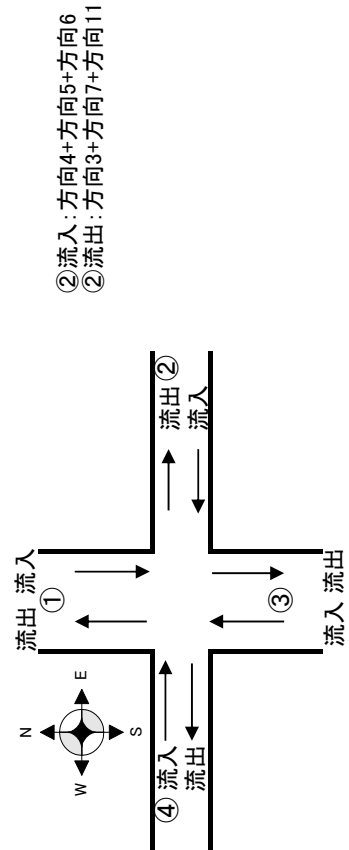 ②流入:方向4+方向5+方向6
②流出:方向3+方向7+方向11
流出 流入
①
流出②
流入
③
流入 流出
④流入
流出
N
E
S
W